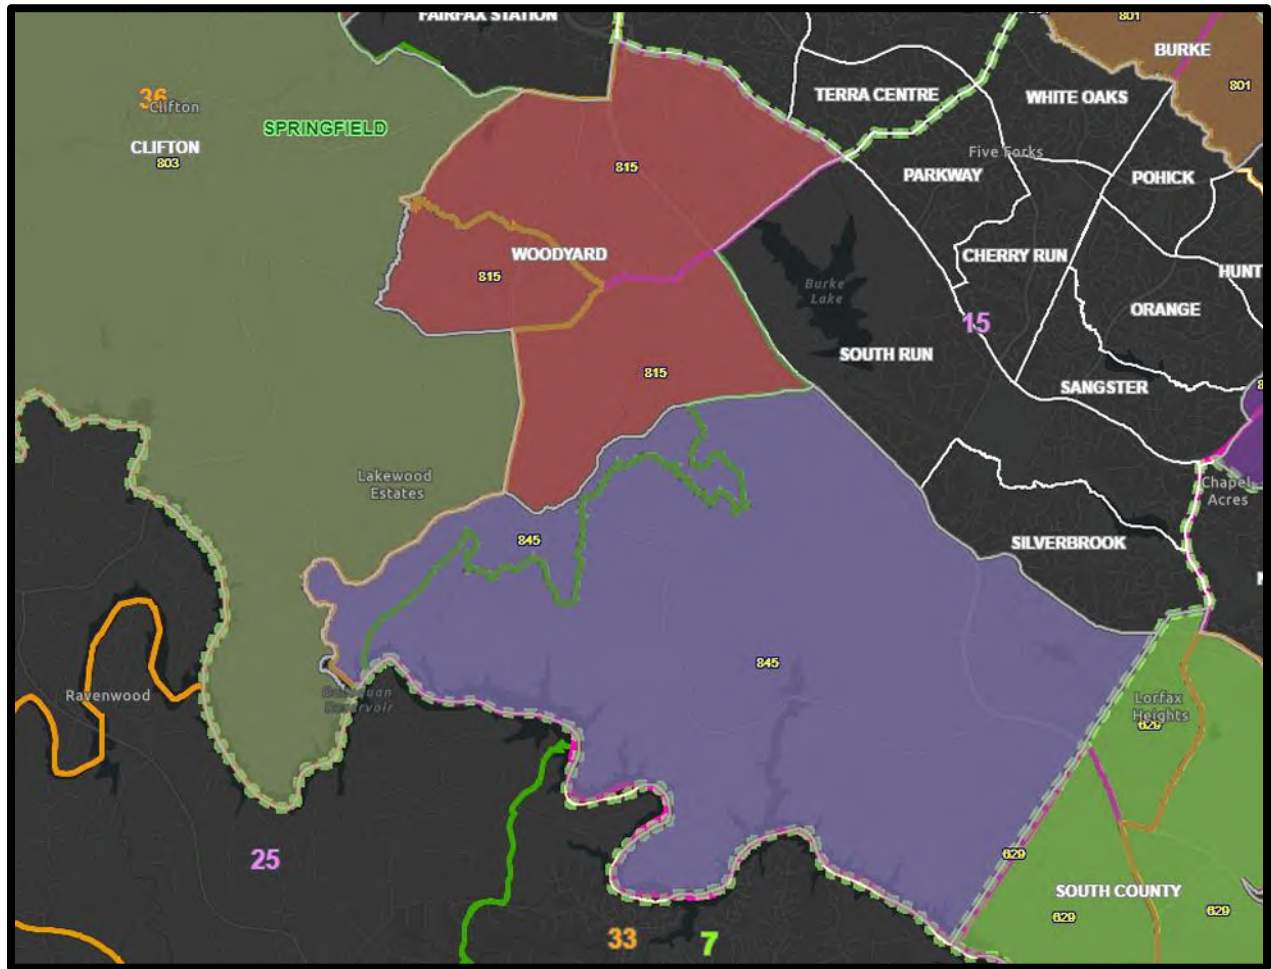 FAIRFAX STATION
801
BURKE
801
36
Clifton
SPRINGFIELD
CLIFTON
803
TERRA CENTRE
WHITE OAKS
Five Forks
PARKWAY
POHICK
815
WOODYARD
815
CHERRY RUN
HUNT
Burke
Lake
ORANGE
15
SOUTH RUN
815
SANGSTER
Lakewood
Estates
Chapel
Acres
845
SILVERBROOK
845
Ravenwood
Reservoir
Lorfax
Heights
629
25
629
SOUTH COUNTY
629
629
33
7